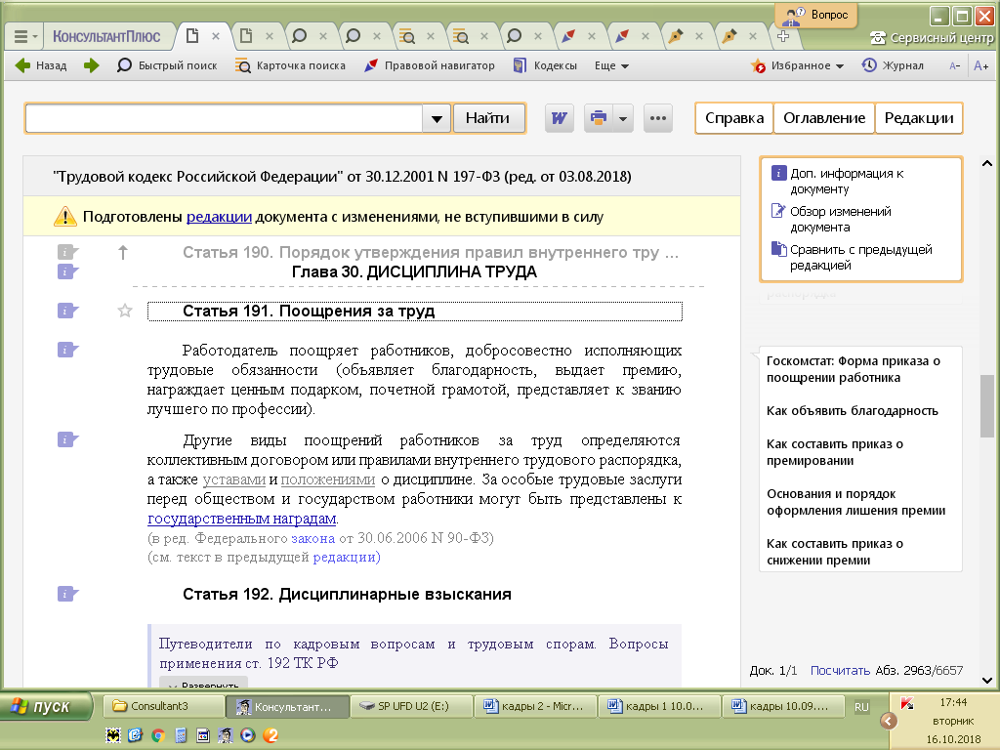 Вопрос
КонсультантПлюс
Сервисный центр
Назад
Быстрый поиск
Карточка поиска
Правовой навигатор
Кодексы
Еще
Избранное
Журнал
A-
A+
Найти
W
Справка
Оглавление
Редакции
"Трудовой кодекс Российской Федерации" от 30.12.2001 N 197-ФЗ (ред. от 03.08.2018)
Подготовлены редакции документа с изменениями, не вступившими в силу
Статья 190. Порядок утверждения правил внутреннего тру ...
Глава 30. ДИСЦИПЛИНА ТРУДА
Статья 191. Поощрения за труд
Работодатель поощряет работников, добросовестно исполняющих
трудовые обязанности (объявляет благодарность, выдает премию,
награждает ценным подарком, почетной грамотой, представляет к званию
лучшего по профессии).
Другие виды поощрений работников за труд определяются
коллективным договором или правилами внутреннего трудового распорядка,
а также уставами и положениями о дисциплине. За особые трудовые заслуги
перед обществом и государством работники могут быть представлены к
государственным наградам.
(в ред. Федерального закона от 30.06.2006 N 90-ФЗ)
(см. текст в предыдущей редакции)
Статья 192. Дисциплинарные взыскания
Путеводители по кадровым вопросам и трудовым спорам. Вопросы
применения ст. 192 ТК РФ
Развернуть
Доп. информация к
документу
Обзор изменений
документа
Сравнить с предыдущей
редакцией
распорядка
Госкомстат: Форма приказа о
поощрении работника
Как объявить благодарность
Как составить приказ о
премировании
Основания и порядок
оформления лишения премии
Как составить приказ о
снижении премии
Док. 1/1 Посчитать Абз. 2963/6657
пуск
Consultant3
Консультант...
SP UFD U2 (E:)
кадры 2 - Micr...
кадры 1 10.0...
кадры 10.09....
RU
17:44
вторник
16.10.2018